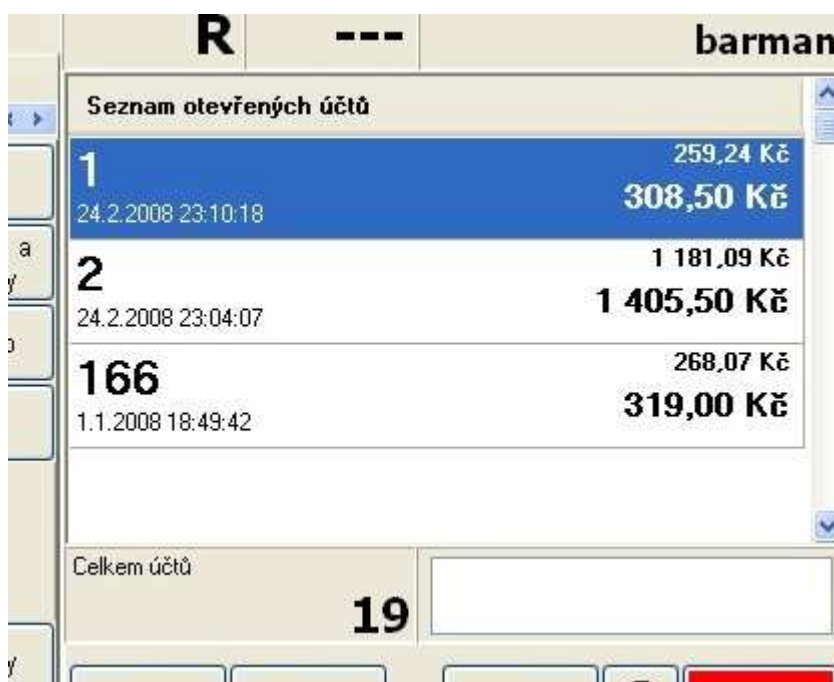 R --- barman
Seznam otevřených účtů
1
259,24 Kč
308,50 Kč
24.2.2008 23:10:18
2
1 181,09 Kč
1 405,50 Kč
24.2.2008 23:04:07
166
268,07 Kč
319,00 Kč
1.1.2008 18:49:42
Celkem účtů
19
a